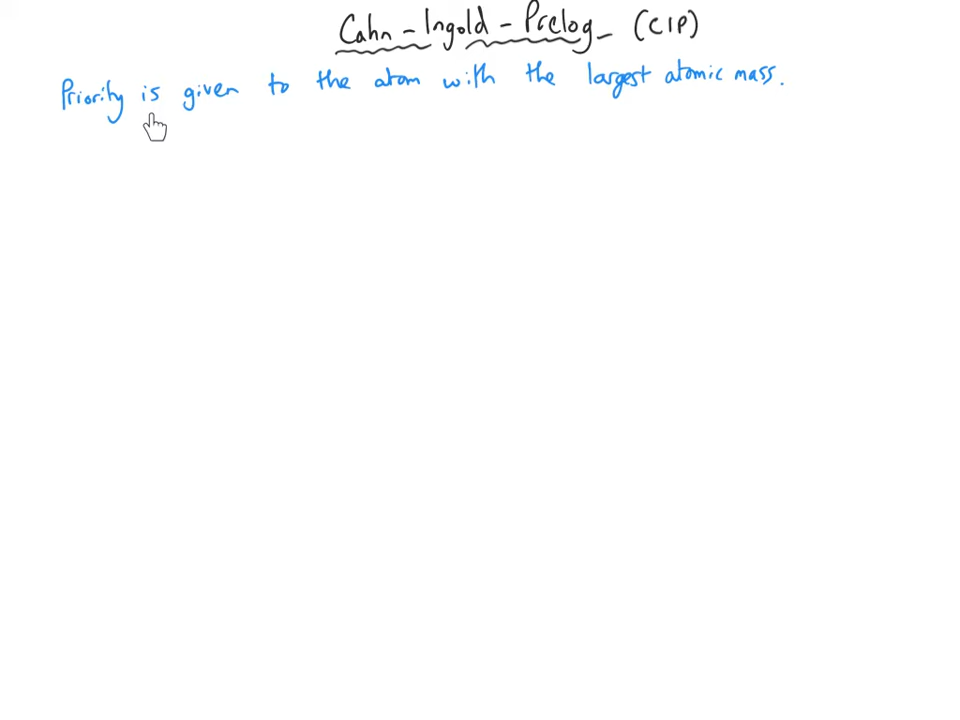 Cahn - Ingold - Prelog - (CIP)
Priority is given to the atom with the largest atomic mass.